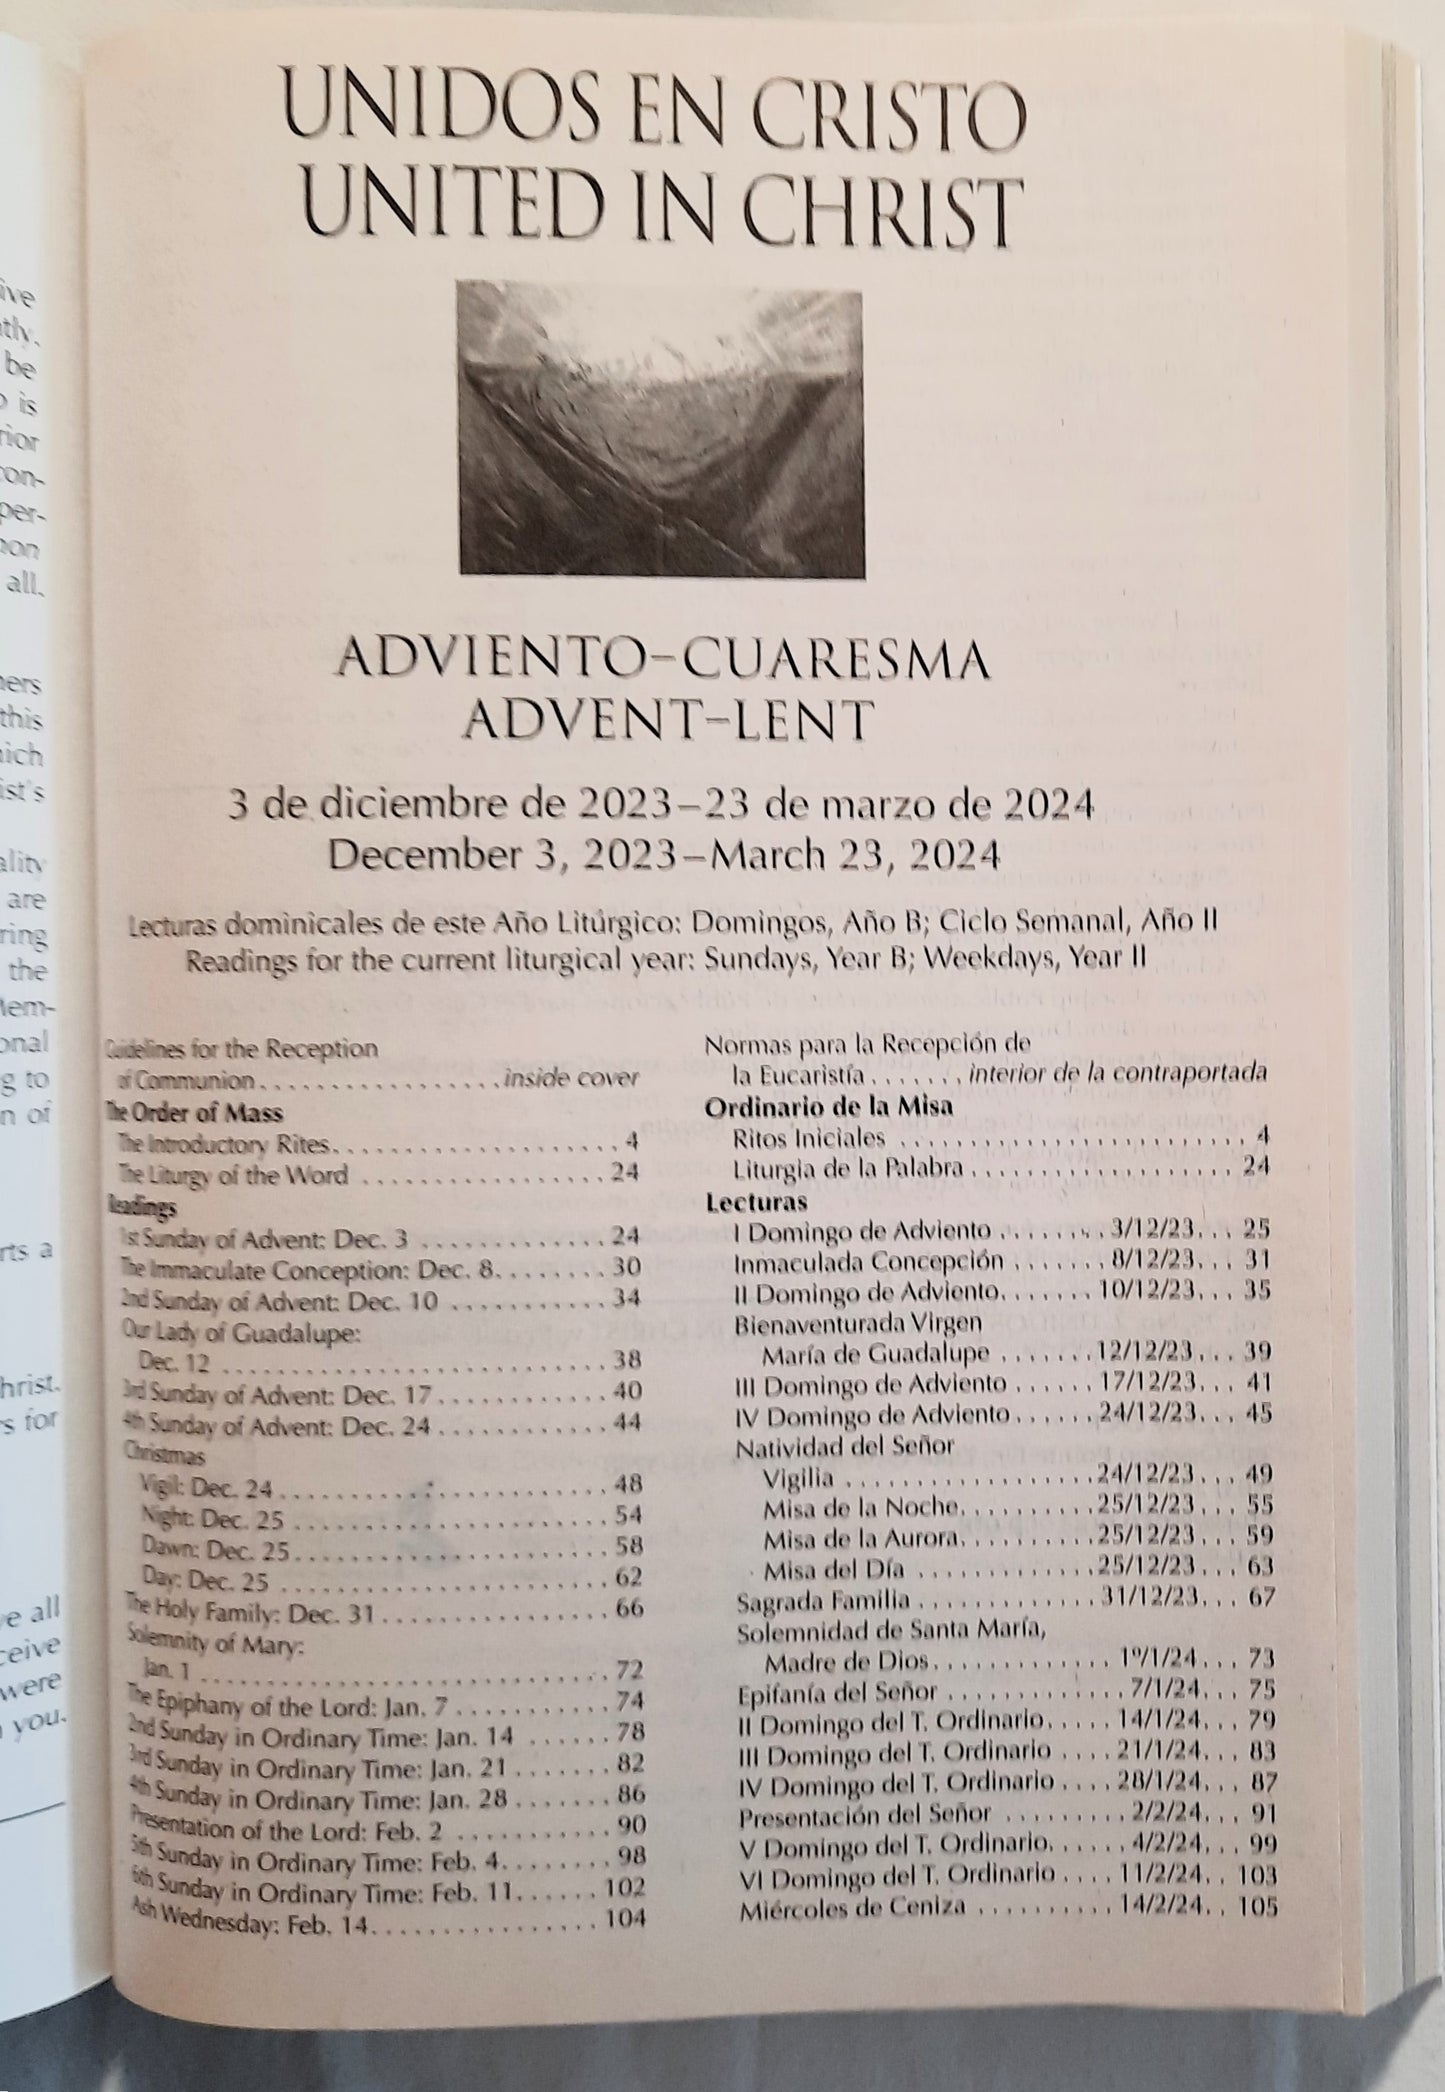 UNIDOS EN CRISTO
UNITED IN CHRIST
ADVIENTO–CUARESMA
ADVENT–LENT
3 de diciembre de 2023–23 de marzo de 2024
December 3, 2023–March 23, 2024
Lecturas dominicales de este Año Litúrgico: Domingos, Año B; Ciclo Semanal, Año II
Readings for the current liturgical year: Sundays, Year B; Weekdays, Year II
Guidelines for the Reception
of Communion. . . . . . . . . . . . . . . . . .inside cover
The Order of Mass
The Introductory Rites. . . . . . . . . . . . . . . . . . . . . 4
The Liturgy of the Word . . . . . . . . . . . . . . . . . . 24
Readings
1st Sunday of Advent: Dec. 3 . . . . . . . . . . . . . . 24
The Immaculate Conception: Dec. 8. . . . . . . . 30
2nd Sunday of Advent: Dec. 10 . . . . . . . . . . . . 34
Our Lady of Guadalupe:
Dec. 12 . . . . . . . . . . . . . . . . . . . . . . . . . . . . 38
3rd Sunday of Advent: Dec. 17. . . . . . . . . . . . . 40
4th Sunday of Advent: Dec. 24 . . . . . . . . . . . . . 44
Christmas
Vigil: Dec. 24 . . . . . . . . . . . . . . . . . . . . . . . . 48
Night: Dec. 25 . . . . . . . . . . . . . . . . . . . . . . . 54
Dawn: Dec. 25. . . . . . . . . . . . . . . . . . . . . . . 58
Day: Dec. 25 . . . . . . . . . . . . . . . . . . . . . . . . 62
The Holy Family: Dec. 31. . . . . . . . . . . . . . . . . 66
Solemnity of Mary:
Jan. 1 . . . . . . . . . . . . . . . . . . . . . . . . . . . . . . 72
The Epiphany of the Lord: Jan. 7 . . . . . . . . . . . 74
2nd Sunday in Ordinary Time: Jan. 14 . . . . . . 78
3rd Sunday in Ordinary Time: Jan. 21 . . . . . . . 82
4th Sunday in Ordinary Time: Jan. 28 . . . . . . . 86
Presentation of the Lord: Feb. 2 . . . . . . . . . . . 90
5th Sunday in Ordinary Time: Feb. 4. . . . . . . . 98
6th Sunday in Ordinary Time: Feb. 11. . . . . . 102
Ash Wednesday: Feb. 14. . . . . . . . . . . . . . . . 104
Normas para la Recepción de
la Eucaristía . . . . . . . interior de la contraportada
Ordinario de la Misa
Ritos Iniciales . . . . . . . . . . . . . . . . . . . . . . . . . 4
Liturgia de la Palabra . . . . . . . . . . . . . . . . . . . 24
Lecturas
I Domingo de Adviento . . . . . . . . 3/12/23. . . 25
Inmaculada Concepción . . . . . . . 8/12/23. . . 31
II Domingo de Adviento. . . . . . . 10/12/23. . . 35
Bienaventurada Virgen
María de Guadalupe . . . . . . . 12/12/23. . . 39
III Domingo de Adviento . . . . . . 17/12/23. . . 41
IV Domingo de Adviento . . . . . . 24/12/23. . . 45
Natividad del Señor
Vigilia . . . . . . . . . . . . . . . . . . 24/12/23. . . 49
Misa de la Noche. . . . . . . . . . 25/12/23. . . 55
Misa de la Aurora. . . . . . . . . . 25/12/23. . . 59
Misa del Día . . . . . . . . . . . . . 25/12/23. . . 63
Sagrada Familia . . . . . . . . . . . . . 31/12/23. . . 67
Solemnidad de Santa María,
Madre de Dios. . . . . . . . . . . . . 1º/1/24. . . 73
Epifanía del Señor . . . . . . . . . . . . . 7/1/24. . . 75
II Domingo del T. Ordinario. . . . . . 14/1/24. . . 79
III Domingo del T. Ordinario . . . . 21/1/24. . . 83
IV Domingo del T. Ordinario . . . . 28/1/24. . . 87
Presentación del Señor . . . . . . . . . 2/2/24. . . 91
V Domingo del T. Ordinario. . . . . . 4/2/24. . . 99
VI Domingo del T. Ordinario . . . . 11/2/24. . 103
Miércoles de Ceniza . . . . . . . . . . 14/2/24. . 105